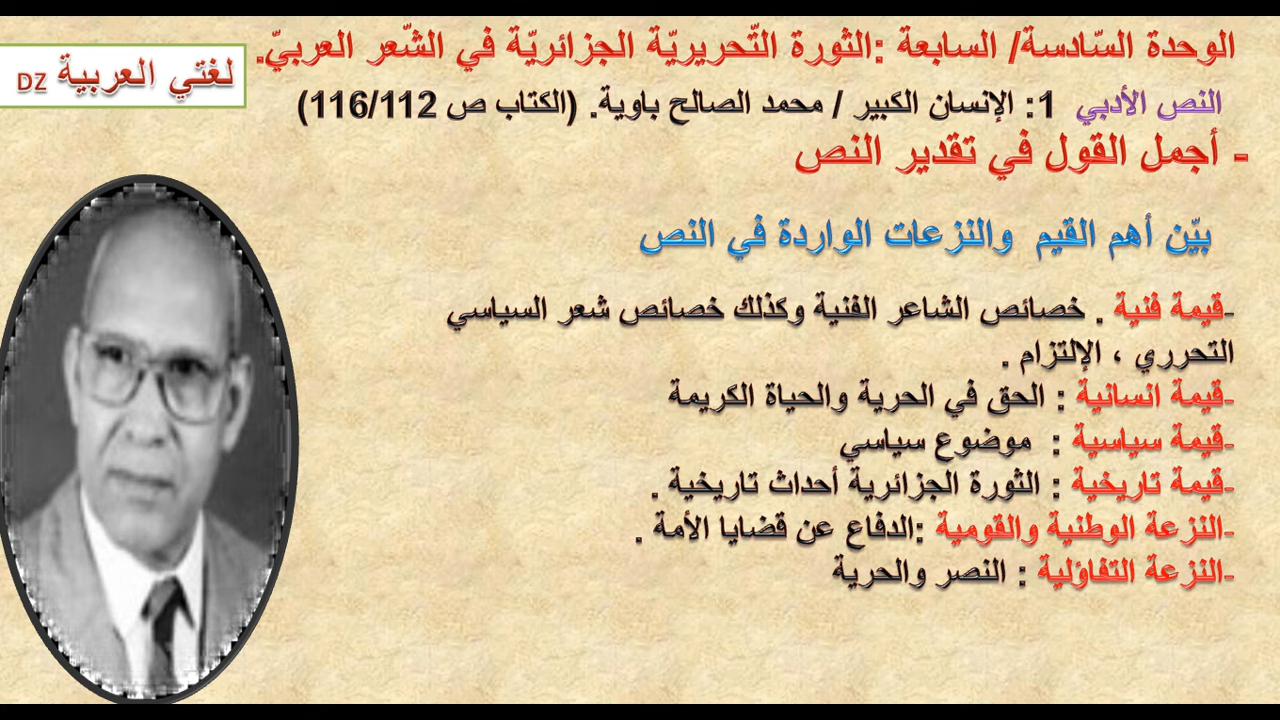 الوحدة السّادسة/ السابعة :الثورة التّحريريّة الجزائريّة في الشّعر العربيّ.
لغتي العربية DZ
النص الأدبي 1: الإنسان الكبير / محمد الصالح باوية. (الكتاب ص 116/112)
- أجمل القول في تقدير النص
بيّن أهم القيم والنزعات الواردة في النص
-قيمة فنية . خصائص الشاعر الفنية وكذلك خصائص شعر السياسي
التحرري ، الإلتزام .
-قيمة انسانية : الحق في الحرية والحياة الكريمة
-قيمة سياسية : موضوع سياسي
-قيمة تاريخية : الثورة الجزائرية أحداث تاريخية .
-النزعة الوطنية والقومية :الدفاع عن قضايا الأمة .
-النزعة التفاؤلية : النصر والحرية